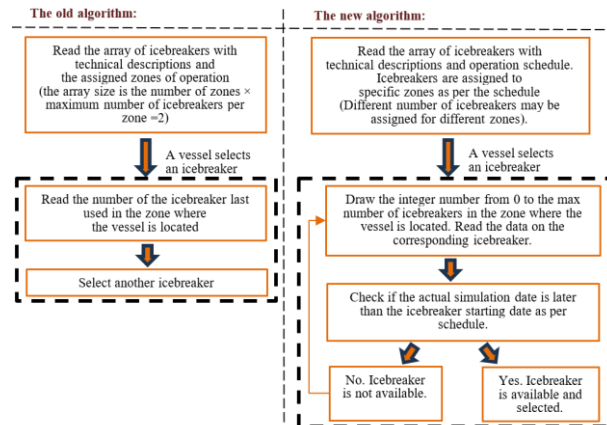 The old algorithm:
Read the array of icebreakers with
technical descriptions and
the assigned zones of operation
(the array size is the number of zones ×
maximum number of icebreakers per
zone =2)
A vessel selects
an icebreaker
Read the number of the icebreaker last
used in the zone where
the vessel is located
Select another icebreaker
The new algorithm:
Read the array of icebreakers with
technical descriptions and operation schedule.
Icebreakers are assigned to
specific zones as per the schedule
(Different number of icebreakers may be
assigned for different zones).
A vessel selects
an icebreaker
Draw the integer number from 0 to the max
number of icebreakers in the zone where the
vessel is located. Read the data on the
corresponding icebreaker.
Check if the actual simulation date is later
than the icebreaker starting date as per
schedule.
No. Icebreaker
is not available.
Yes. Icebreaker
is available and
selected.